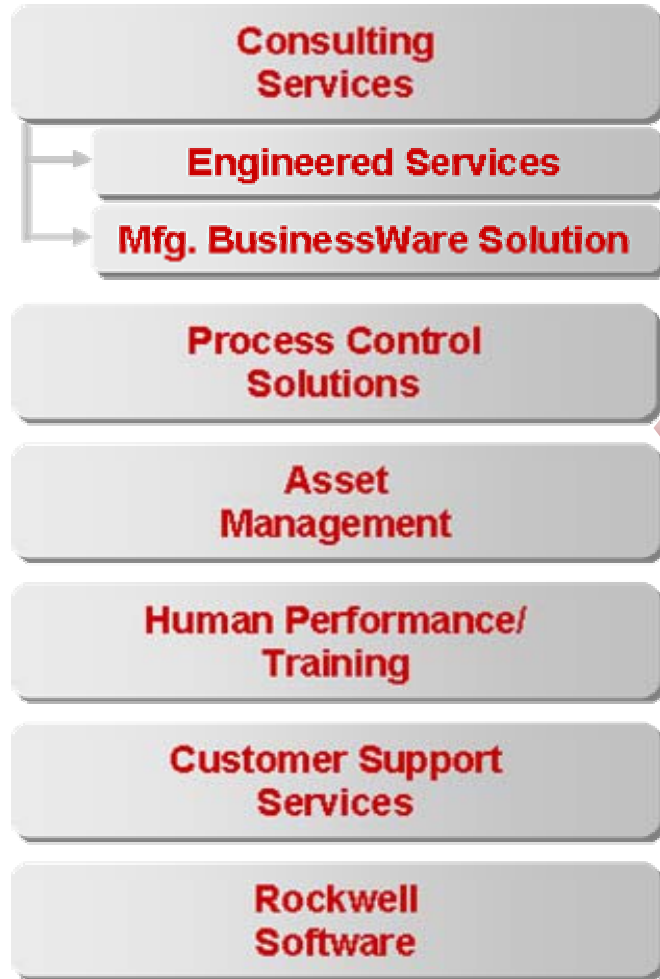 Consulting
Services
Engineered Services
Mfg. BusinessWare Solution
Process Control
Solutions
Asset
Management
Human Performance/
Training
Customer Support
Services
Rockwell
Software